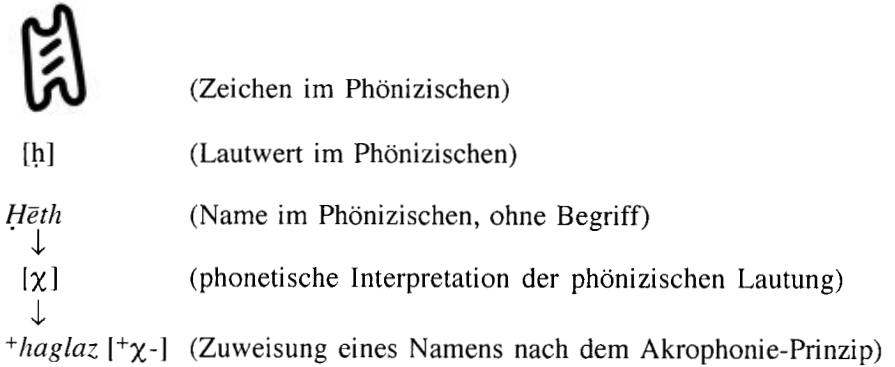 (Zeichen im Phönizischen)
[ḥ] (Lautwert im Phönizischen)
Ḥēth (Name im Phönizischen, ohne Begriff)
↓
[χ] (phonetische Interpretation der phönizischen Lautung)
↓
⁺haglaz [⁺χ-] (Zuweisung eines Namens nach dem Akrophonie-Prinzip)